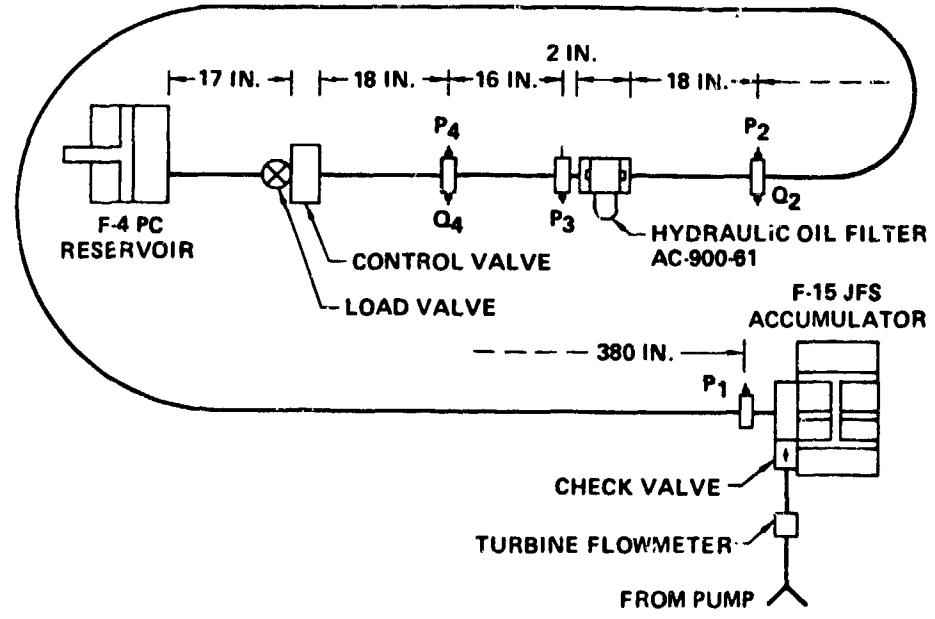 2 IN.
17 IN.
18 IN.
16 IN.
18 IN.
P4
P2
Q4
P3
Q2
F-4 PC
RESERVOIR
HYDRAULIC OIL FILTER
AC-900-61
CONTROL VALVE
LOAD VALVE
F-15 JFS
ACCUMULATOR
380 IN.
P1
CHECK VALVE
TURBINE FLOWMETER
FROM PUMP